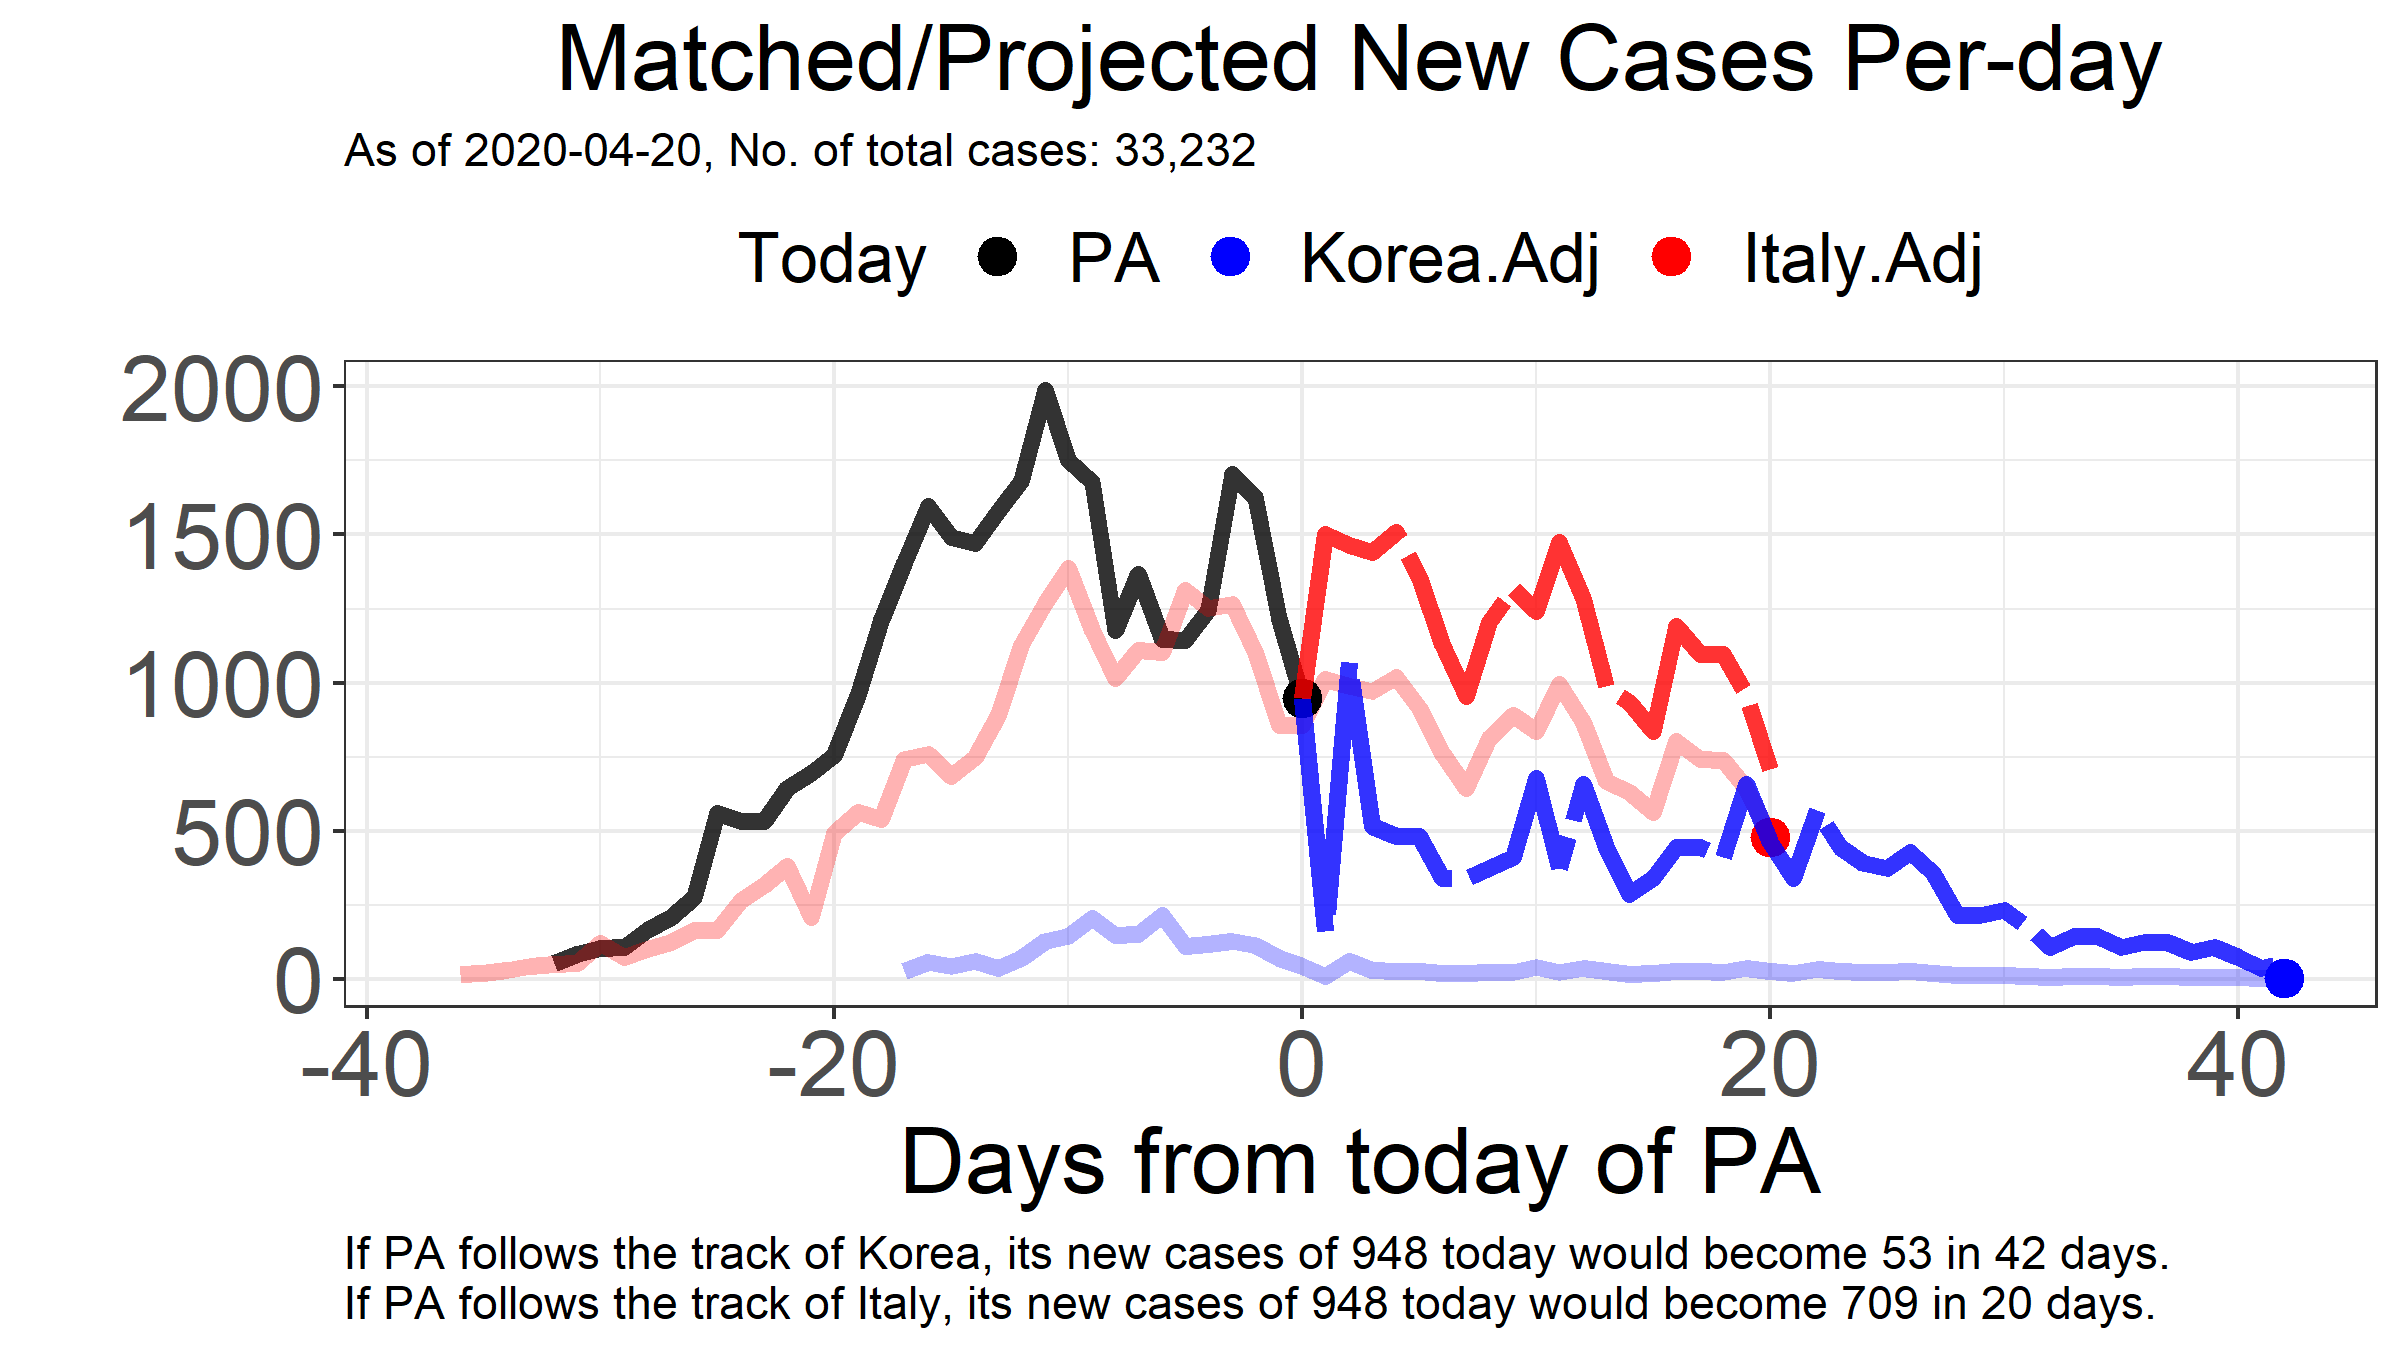 Matched/Projected New Cases Per-day
As of 2020-04-20, No. of total cases: 33,232
Today PA Korea.Adj Italy.Adj
2000
1500
1000
500
0
-40 -20 0 20 40
Days from today of PA
If PA follows the track of Korea, its new cases of 948 today would become 53 in 42 days.
If PA follows the track of Italy, its new cases of 948 today would become 709 in 20 days.